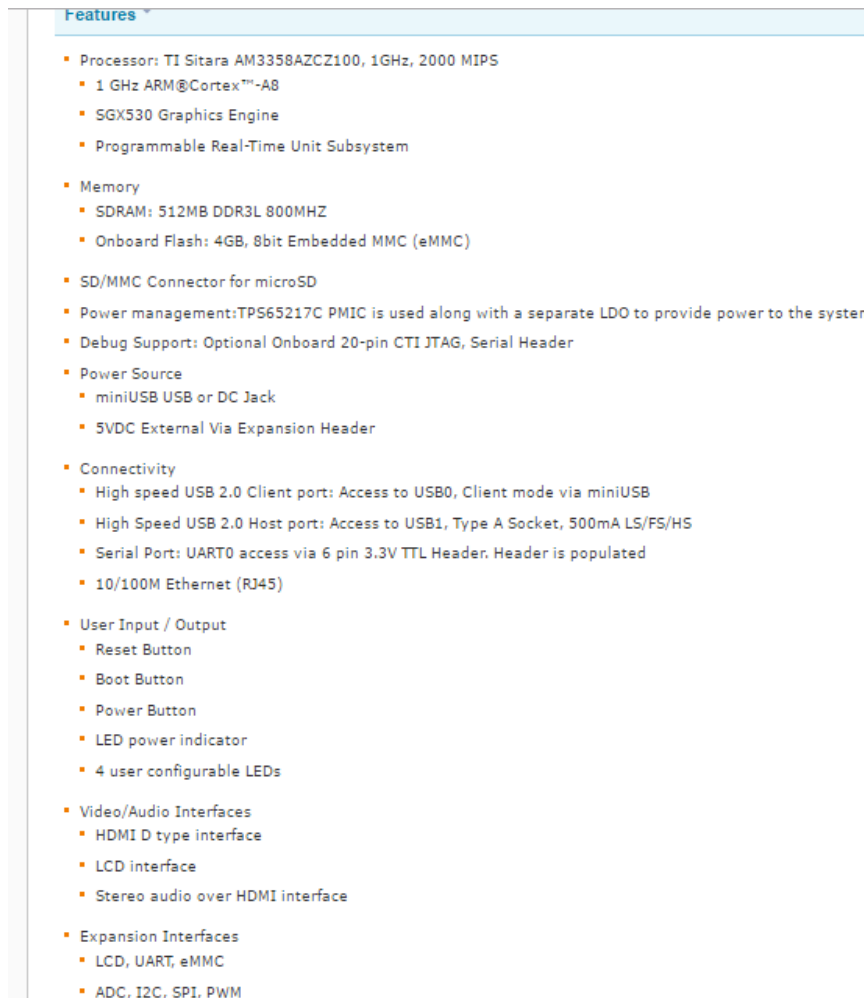 Features
Processor: TI Sitara AM3358AZCZ100, 1GHz, 2000 MIPS
1 GHz ARM®Cortex™-A8
SGX530 Graphics Engine
Programmable Real-Time Unit Subsystem
Memory
SDRAM: 512MB DDR3L 800MHZ
Onboard Flash: 4GB, 8bit Embedded MMC (eMMC)
SD/MMC Connector for microSD
Power management:TPS65217C PMIC is used along with a separate LDO to provide power to the system
Debug Support: Optional Onboard 20-pin CTI JTAG, Serial Header
Power Source
miniUSB USB or DC Jack
5VDC External Via Expansion Header
Connectivity
High speed USB 2.0 Client port: Access to USB0, Client mode via miniUSB
High Speed USB 2.0 Host port: Access to USB1, Type A Socket, 500mA LS/FS/HS
Serial Port: UART0 access via 6 pin 3.3V TTL Header. Header is populated
10/100M Ethernet (RJ45)
User Input / Output
Reset Button
Boot Button
Power Button
LED power indicator
4 user configurable LEDs
Video/Audio Interfaces
HDMI D type interface
LCD interface
Stereo audio over HDMI interface
Expansion Interfaces
LCD, UART, eMMC
ADC, I2C, SPI, PWM